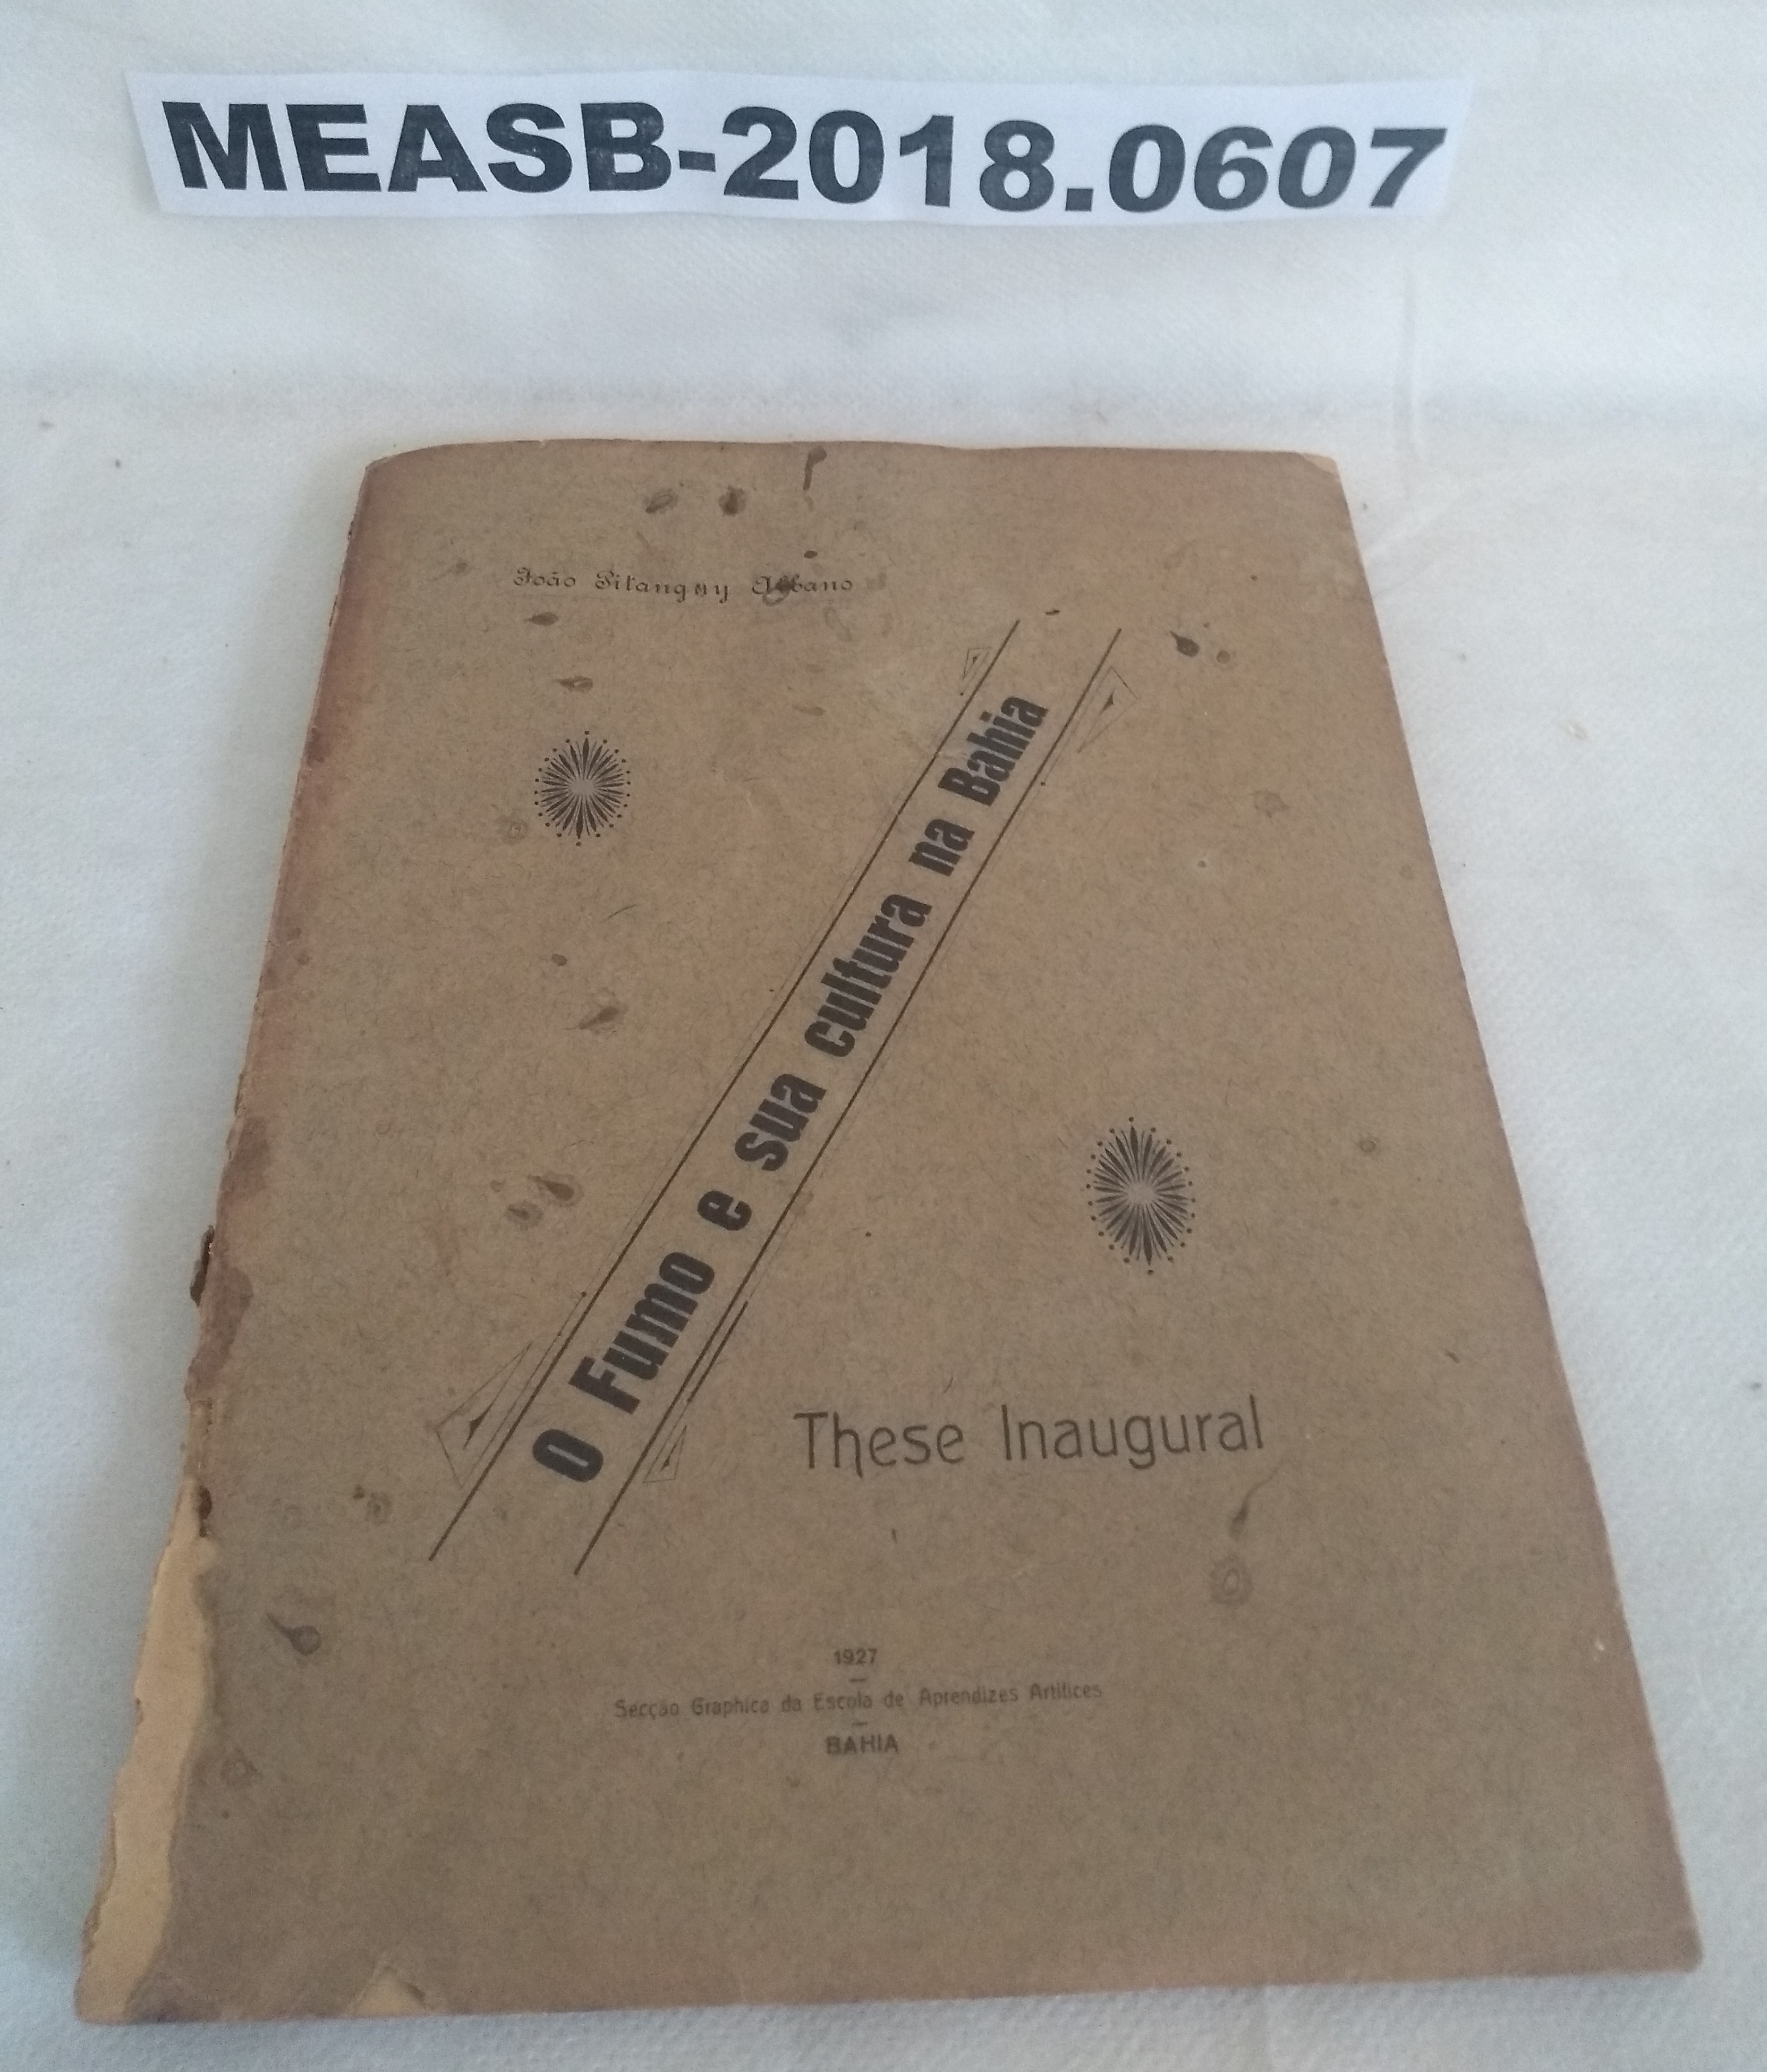 MEASB-2018.0607
João Pitanguy Albano
O Fumo e sua cultura na Bahia
These Inaugural
1927
Secção Graphica da Escola de Aprendizes Artifices
BAHIA